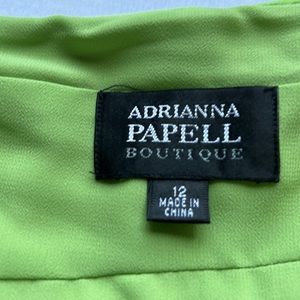 ADRIANNA
PAPELL
BOUTIQUE
12
MADE IN
CHINA